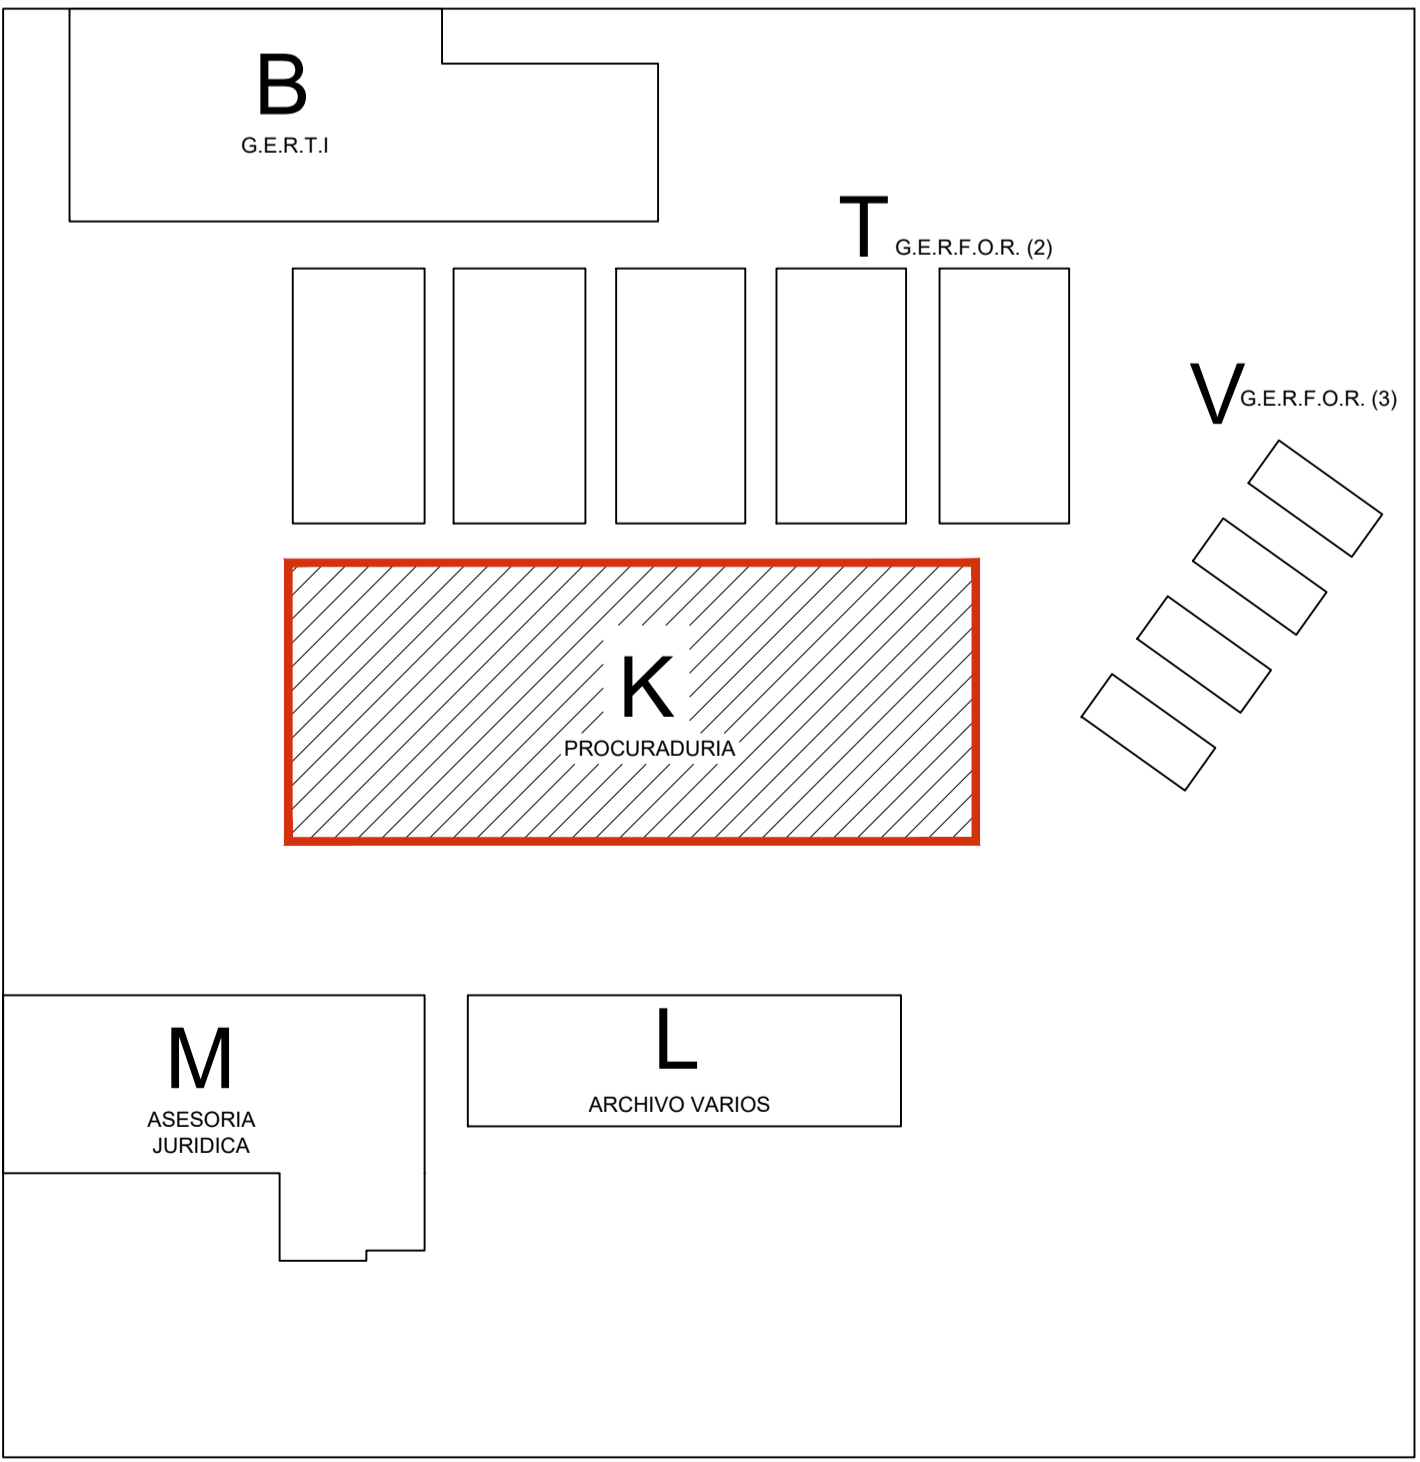 B
G.E.R.T.I
T
G.E.R.F.O.R. (2)
V
G.E.R.F.O.R. (3)
K
PROCURADURIA
M
ASESORIA
JURIDICA
L
ARCHIVO VARIOS